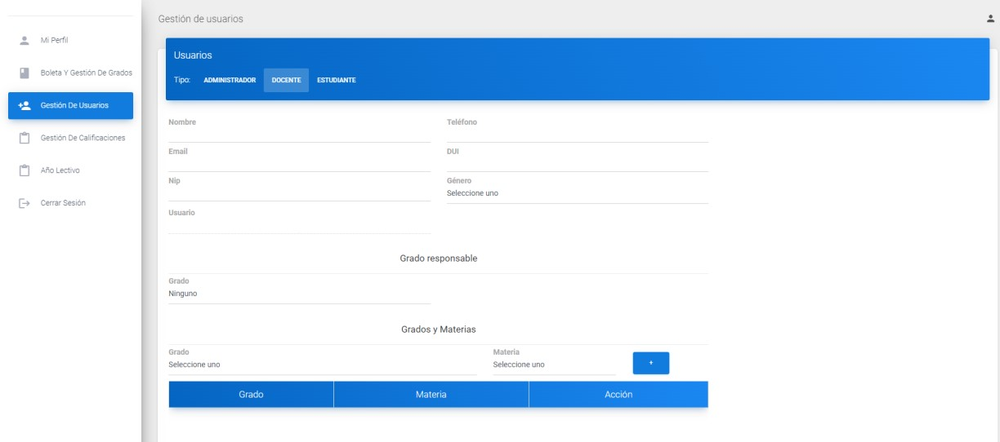 Gestión de usuarios
Mi Perfil
Boleta Y Gestión De Grados
Gestión De Usuarios
Gestión De Calificaciones
Año Lectivo
Cerrar Sesión
Usuarios
Tipo: ADMINISTRADOR DOCENTE ESTUDIANTE
Nombre Teléfono
Email DUI
Nip Género
Seleccione uno
Usuario
Grado responsable
Grado
Ninguno
Grados y Materias
Grado Materia
Seleccione uno Seleccione uno +
Grado Materia Acción